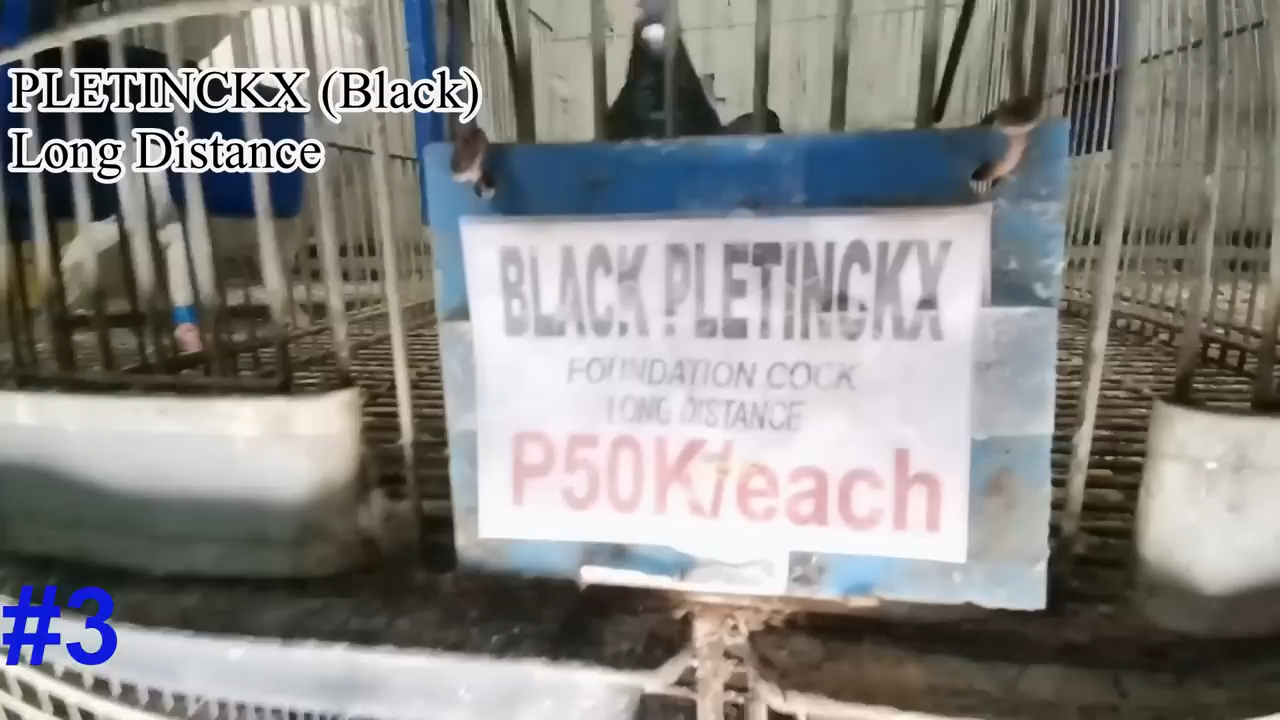 PLETINCKX (Black)
Long Distance
BLACK PLETINCKX
FOUNDATION COCK
LONG DISTANCE
P50K/each
#3